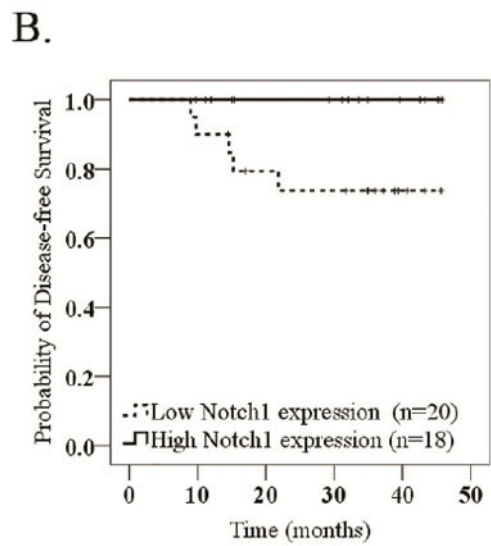 B.
Probability of Disease-free Survival
1.0
0.8
0.6
0.4
0.2
0.0
Low Notch1 expression (n=20)
High Notch1 expression (n=18)
0 10 20 30 40 50
Time (months)